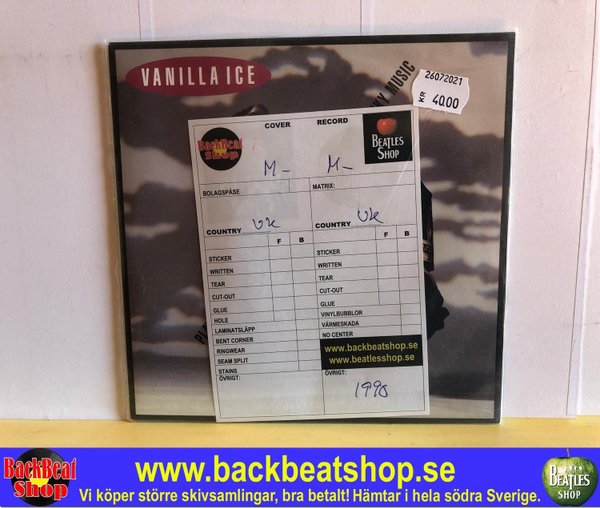 VANILLA ICE
KY MUSIC
26072021
KR 40.00
COVER RECORD
BackBeat Shop
BEATLES SHOP
M- M-
BOLAGSPÅSE MATRIX:
COUNTRY UK COUNTRY UK
F B F B
STICKER STICKER
WRITTEN WRITTEN
TEAR TEAR
CUT-OUT CUT-OUT
GLUE GLUE
HOLE VINYLBUBBLOR
LAMINATSLÄPP VÄRMESKADA
BENT CORNER NO CENTER
RINGWEAR www.backbeatshop.se
SEAM SPLIT www.beatlesshop.se
STAINS
ÖVRIGT: ÖVRIGT:
1990
PL
BackBeat Shop
www.backbeatshop.se
Vi köper större skivsamlingar, bra betalt! Hämtar i hela södra Sverige.
BEATLES SHOP